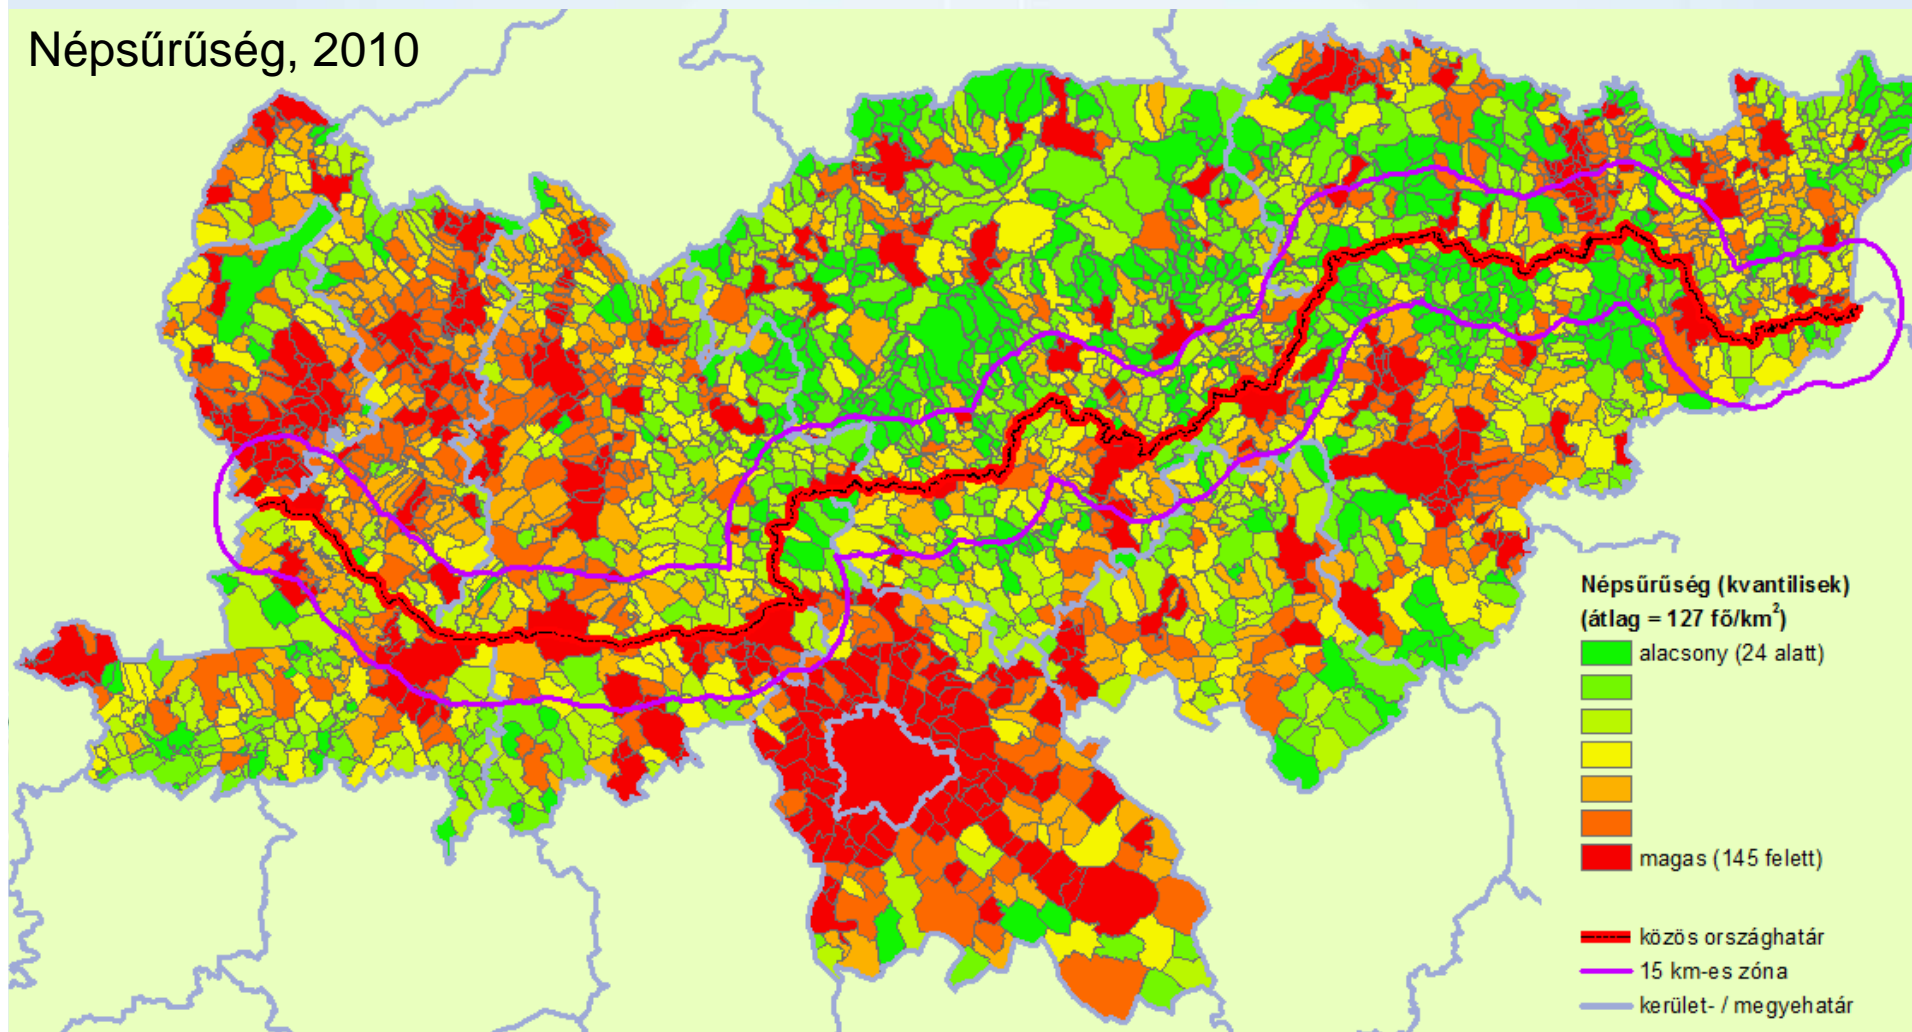 Népsűrűség, 2010
Népsűrűség (kvantilisek)
(átlag = 127 fő/km²)
alacsony (24 alatt)
magas (145 felett)
közös országhatár
15 km-es zóna
kerület- / megyehatár